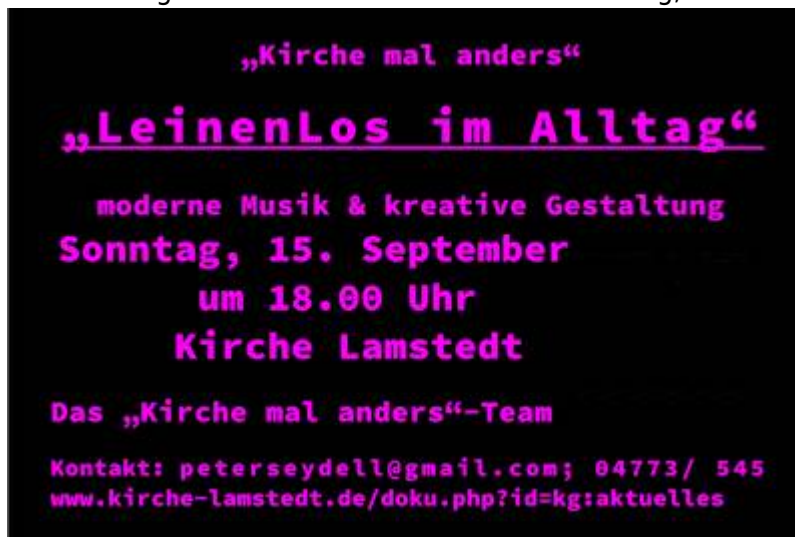 „Kirche mal anders“
„LeinenLos im Alltag“
moderne Musik & kreative Gestaltung
Sonntag, 15. September
um 18.00 Uhr
Kirche Lamstedt
Das „Kirche mal anders“-Team
Kontakt: peterseydell@gmail.com; 04773/ 545
www.kirche-lamstedt.de/doku.php?id=kg:aktuelles